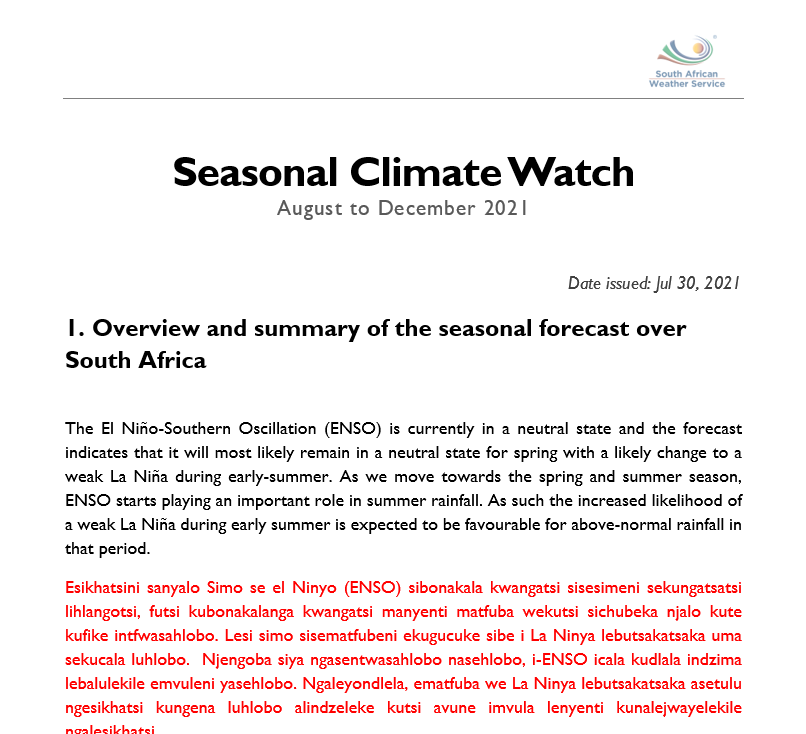 South African
Weather Service
Seasonal Climate Watch
August to December 2021
Date issued: Jul 30, 2021
1. Overview and summary of the seasonal forecast over
South Africa
The El Niño-Southern Oscillation (ENSO) is currently in a neutral state and the forecast
indicates that it will most likely remain in a neutral state for spring with a likely change to a
weak La Niña during early-summer. As we move towards the spring and summer season,
ENSO starts playing an important role in summer rainfall. As such the increased likelihood of
a weak La Niña during early summer is expected to be favourable for above-normal rainfall in
that period.
Esikhatsini sanyalo Simo se el Ninyo (ENSO) sibonakala kwangatsi sisesimeni sekungatsatsi
lihlangotsi, futsi kubonakalanga kwangatsi manyenti matfuba wekutsi sichubeka njalo kute
kufike intfwasahlobo. Lesi simo sisematfubeni ekugucuke sibe i La Ninya lebutsakatsaka uma
sekucala luhlobo. Njengoba siya ngasentwasahlobo nasehlobo, i-ENSO icala kudlala indzima
lebalulekile emvuleni yasehlobo. Ngaleyondlela, ematfuba we La Ninya lebutsakatsaka asetulu
ngesikhatsi kungena luhlobo alindzeleke kutsi avune imvula lenyenti kunalejwayelekile
ngalesikhatsi.